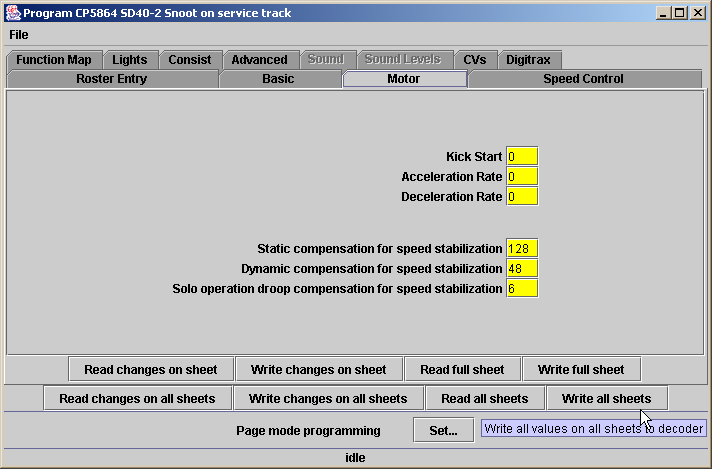 Program CP5864 SD40-2 Snoot on service track
File
Function Map Lights Consist Advanced Sound Sound Levels CVs Digitrax
Roster Entry Basic Motor Speed Control
Kick Start 0
Acceleration Rate 0
Deceleration Rate 0
Static compensation for speed stabilization 128
Dynamic compensation for speed stabilization 48
Solo operation droop compensation for speed stabilization 6
Read changes on sheet Write changes on sheet Read full sheet Write full sheet
Read changes on all sheets Write changes on all sheets Read all sheets Write all sheets
Page mode programming Set... Write all values on all sheets to decoder
idle